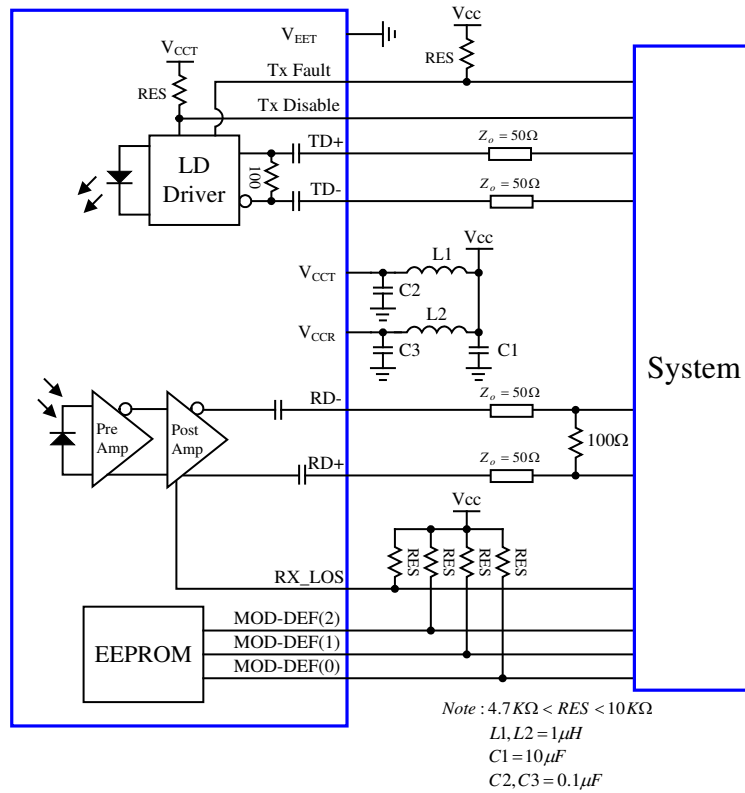 V_EET
Vcc
V_CCT
RES
RES
Tx Fault
Tx Disable
TD+
Z_o = 50Ω
LD
Driver
100
TD-
Z_o = 50Ω
Vcc
V_CCT
L1
C2
V_CCR
L2
C3
C1
System
RD-
Z_o = 50Ω
Pre
Amp
Post
Amp
100Ω
RD+
Z_o = 50Ω
Vcc
RES
RES
RES
RES
RX_LOS
MOD-DEF(2)
EEPROM
MOD-DEF(1)
MOD-DEF(0)
Note : 4.7KΩ < RES < 10KΩ
L1, L2 = 1μH
C1 = 10μF
C2, C3 = 0.1μF